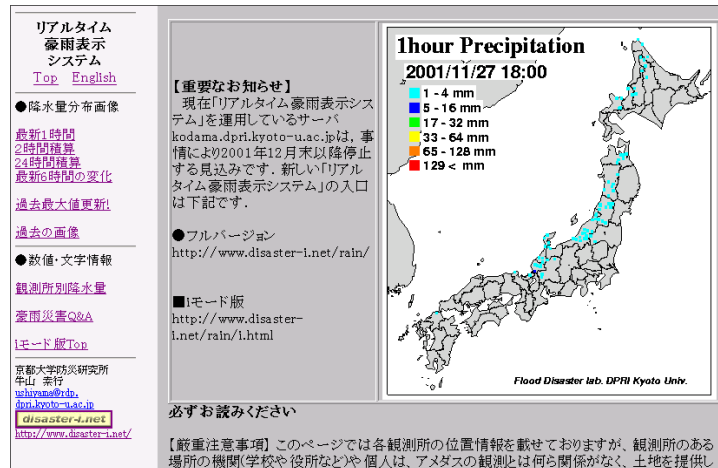 リアルタイム
豪雨表示
システム
Top English
●降水量分布画像
最新1時間
2時間積算
24時間積算
最新6時間の変化
過去最大値更新!
過去の画像
●数値・文字情報
観測所別降水量
豪雨災害Q&A
iモード版Top
京都大学防災研究所
牛山 素行
ushiyama@rdp.
dpri.kyoto-u.ac.jp
disaster-i.net
http://www.disaster-i.net/
【重要なお知らせ】
現在「リアルタイム豪雨表示シス
テム」を運用しているサーバ
kodama.dpri.kyoto-u.ac.jpは，事
情により2001年12月末以降停止
する見込みです．新しい「リアル
タイム豪雨表示システム」の入口
は下記です．
●フルバージョン
http://www.disaster-i.net/rain/
■iモード版
http://www.disaster-
i.net/rain/i.html
1hour Precipitation
2001/11/27 18:00
1 - 4 mm
5 - 16 mm
17 - 32 mm
33 - 64 mm
65 - 128 mm
129 < mm
Flood Disaster lab. DPRI Kyoto Univ.
必ずお読みください
【厳重注意事項】このページでは各観測所の位置情報を載せておりますが、観測所のある
場所の機関(学校や役所など)や個人は、アメダスの観測とは何ら関係がなく、土地を提供し